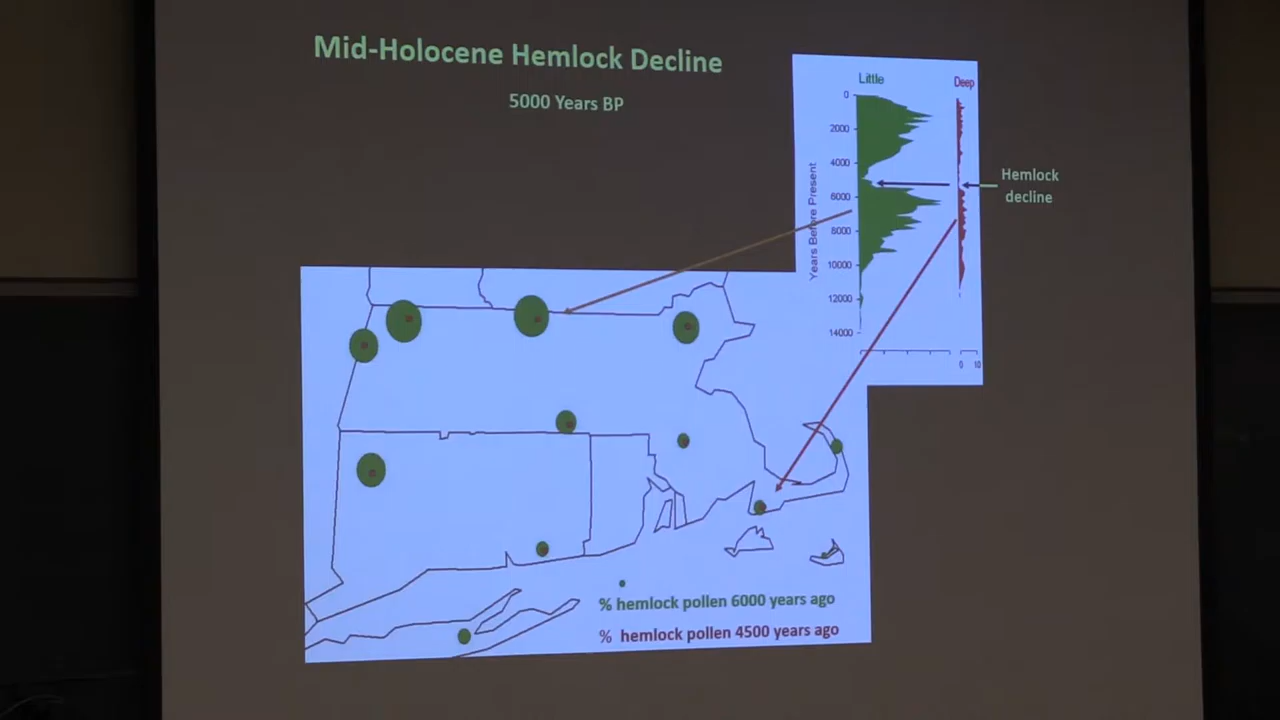 Mid-Holocene Hemlock Decline
5000 Years BP
Little
Deep
0
2000
4000
6000
8000
10000
12000
14000
Years Before Present
0 10
Hemlock
decline
% hemlock pollen 6000 years ago
% hemlock pollen 4500 years ago